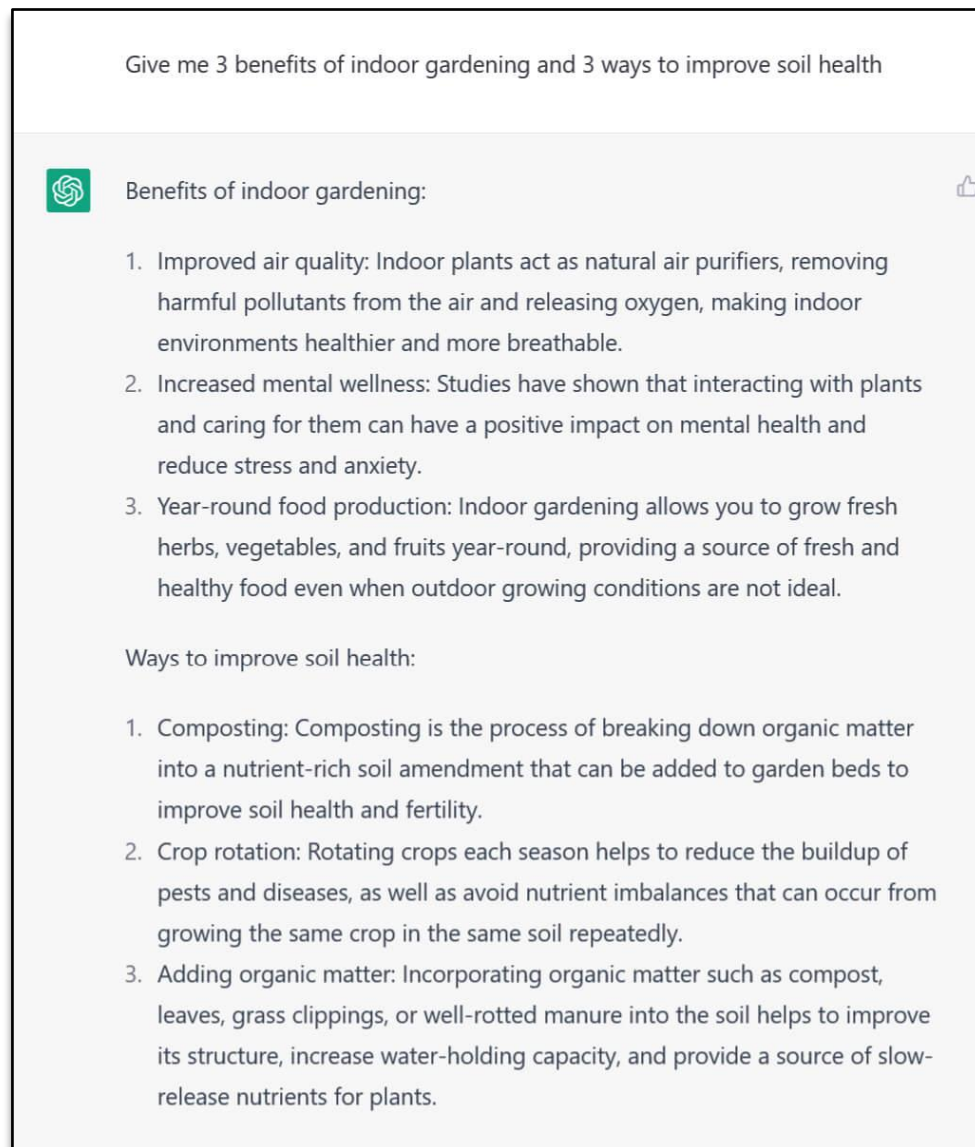 Give me 3 benefits of indoor gardening and 3 ways to improve soil health
Benefits of indoor gardening:
1. Improved air quality: Indoor plants act as natural air purifiers, removing
harmful pollutants from the air and releasing oxygen, making indoor
environments healthier and more breathable.
2. Increased mental wellness: Studies have shown that interacting with plants
and caring for them can have a positive impact on mental health and
reduce stress and anxiety.
3. Year-round food production: Indoor gardening allows you to grow fresh
herbs, vegetables, and fruits year-round, providing a source of fresh and
healthy food even when outdoor growing conditions are not ideal.
Ways to improve soil health:
1. Composting: Composting is the process of breaking down organic matter
into a nutrient-rich soil amendment that can be added to garden beds to
improve soil health and fertility.
2. Crop rotation: Rotating crops each season helps to reduce the buildup of
pests and diseases, as well as avoid nutrient imbalances that can occur from
growing the same crop in the same soil repeatedly.
3. Adding organic matter: Incorporating organic matter such as compost,
leaves, grass clippings, or well-rotted manure into the soil helps to improve
its structure, increase water-holding capacity, and provide a source of slow-
release nutrients for plants.